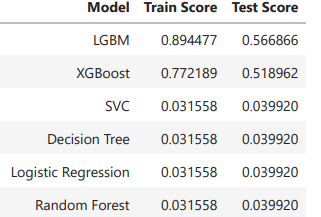 Model Train Score Test Score
LGBM 0.894477 0.566866
XGBoost 0.772189 0.518962
SVC 0.031558 0.039920
Decision Tree 0.031558 0.039920
Logistic Regression 0.031558 0.039920
Random Forest 0.031558 0.039920